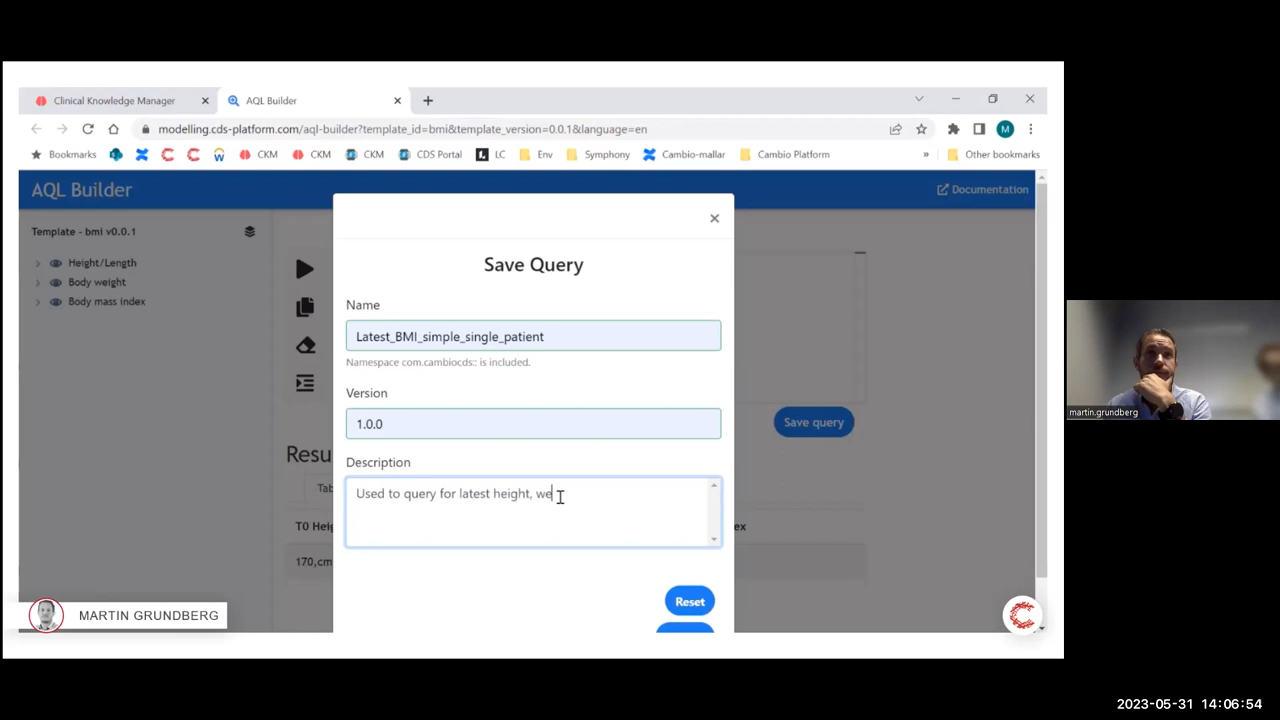 Clinical Knowledge Manager
AQL Builder
modelling.cds-platform.com/aql-builder?template_id=bmi&template_version=0.0.1&language=en
M
Bookmarks CKM CKM CKM CDS Portal LC Env Symphony Cambio-mallar Cambio Platform » Other bookmarks
AQL Builder
Documentation
Template - bmi v0.0.1
Height/Length
Body weight
Body mass index
Save Query
Name
Latest_BMI_simple_single_patient
Namespace com.cambiocds:: is included.
Version
1.0.0
Save query
Description
Used to query for latest height, we
Resu
Tab
T0 Heig
ex
170,cm
Reset
MARTIN GRUNDBERG
martin.grundberg
2023-05-31 14:06:54